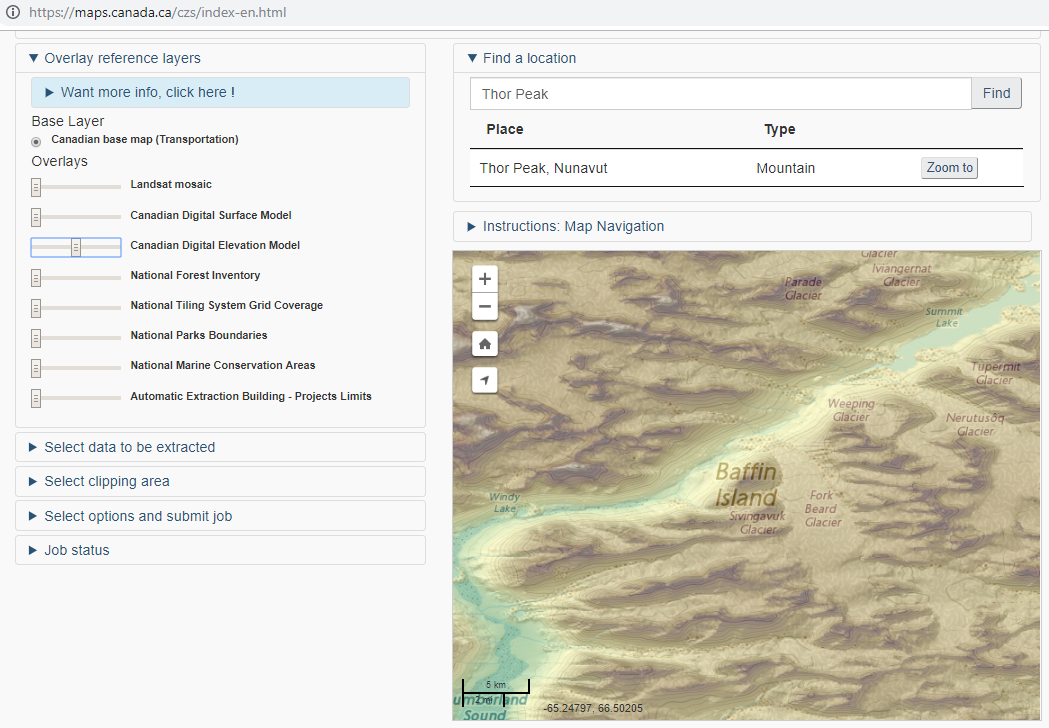 https://maps.canada.ca/czs/index-en.html
Overlay reference layers
Want more info, click here !
Base Layer
Canadian base map (Transportation)
Overlays
Landsat mosaic
Canadian Digital Surface Model
Canadian Digital Elevation Model
National Forest Inventory
National Tiling System Grid Coverage
National Parks Boundaries
National Marine Conservation Areas
Automatic Extraction Building - Projects Limits
Select data to be extracted
Select clipping area
Select options and submit job
Job status
Find a location
Thor Peak Find
Place Type
Thor Peak, Nunavut Mountain Zoom to
Instructions: Map Navigation
Glacier
Iviangernat
Glacier
Parade
Glacier
Summit
Lake
Tupermit
Glacier
Weeping
Glacier
Nerutusoq
Glacier
Baffin
Island
Sivingavuk
Glacier
Fork
Beard
Glacier
Windy
Lake
5 km
2 mi
umberland
Sound
-65.24797, 66.50205